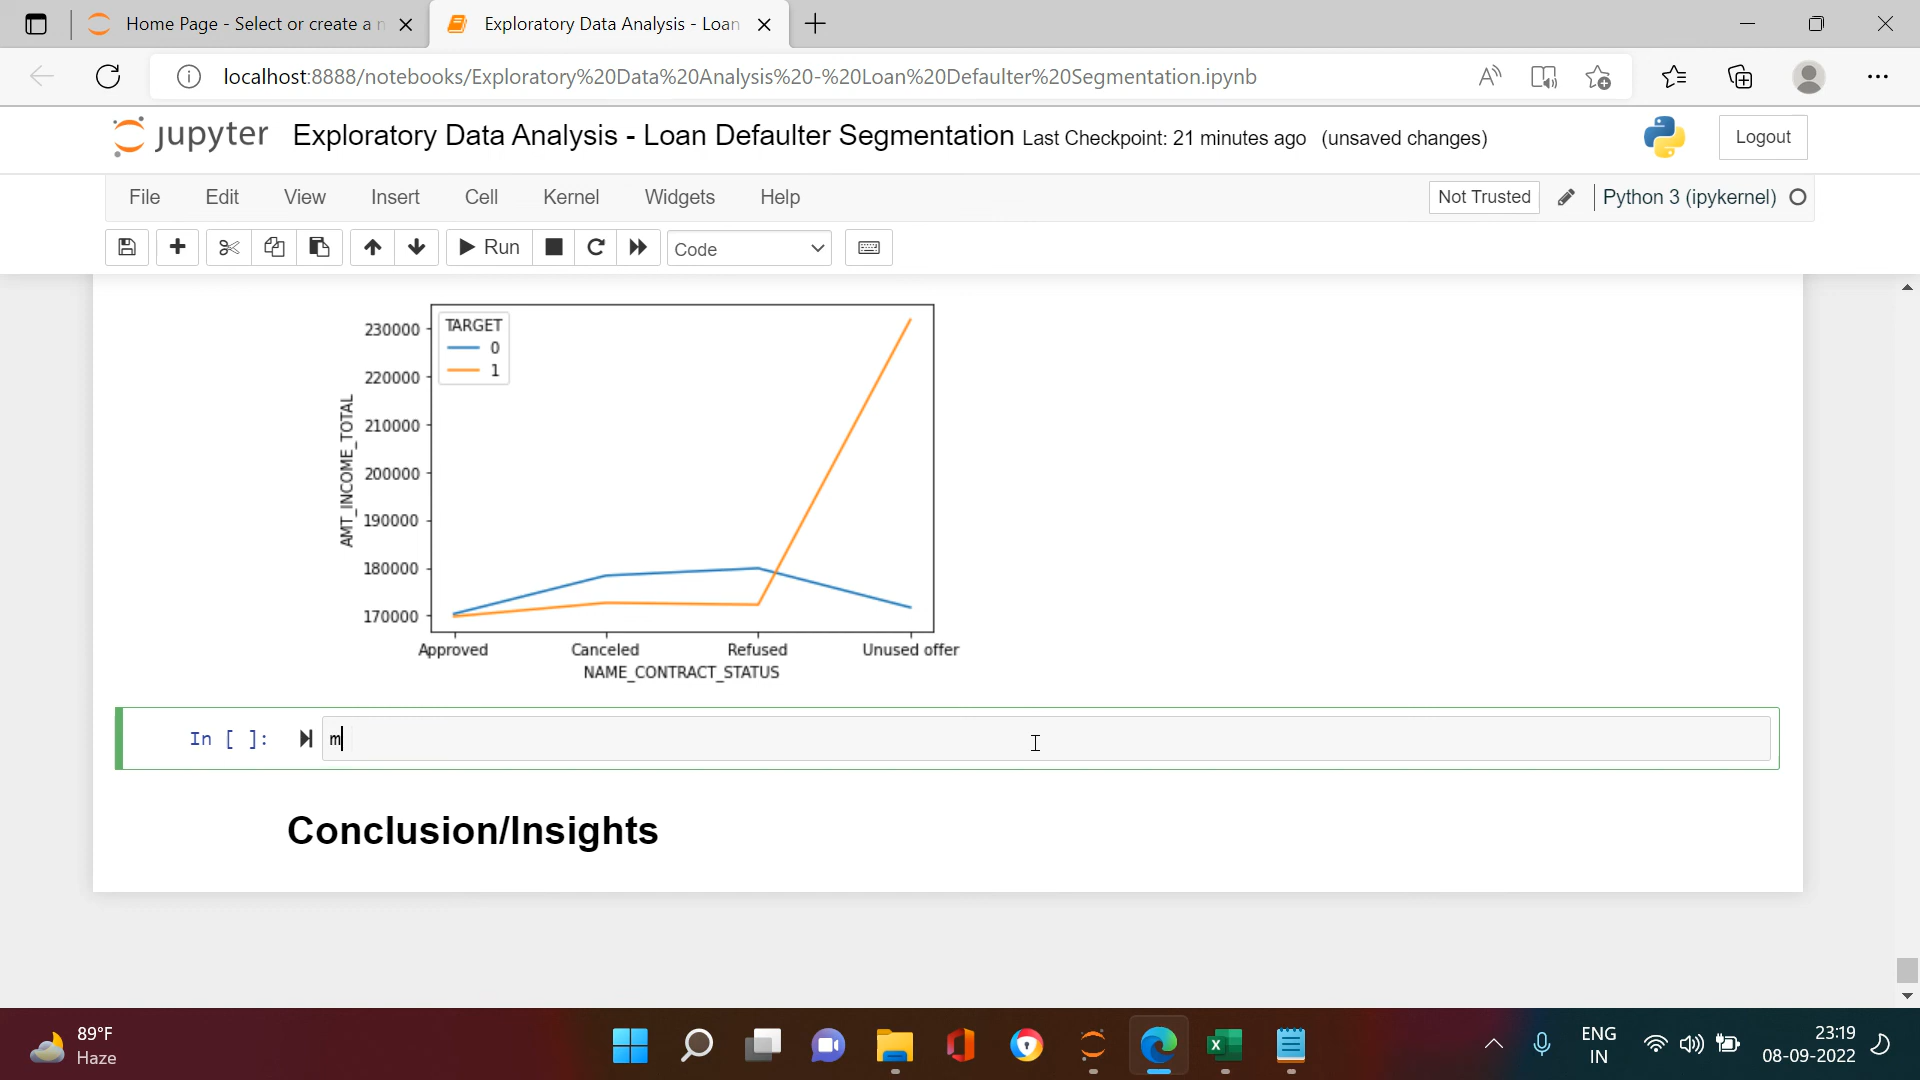 Home Page - Select or create a n
Exploratory Data Analysis - Loan
localhost:8888/notebooks/Exploratory%20Data%20Analysis%20-%20Loan%20Defaulter%20Segmentation.ipynb
jupyter Exploratory Data Analysis - Loan Defaulter Segmentation Last Checkpoint: 21 minutes ago (unsaved changes)
Logout
File Edit View Insert Cell Kernel Widgets Help
Not Trusted
Python 3 (ipykernel)
Run
Code
TARGET
0
1
230000
220000
210000
200000
190000
180000
170000
AMT_INCOME_TOTAL
Approved Canceled Refused Unused offer
NAME_CONTRACT_STATUS
In [ ]: m
Conclusion/Insights
89°F
Haze
ENG
IN
23:19
08-09-2022